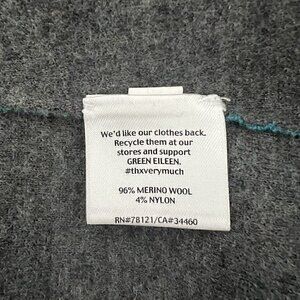 We'd like our clothes back.
Recycle them at our
stores and support
GREEN EILEEN.
#thxverymuch
96% MERINO WOOL
4% NYLON
RN#78121/CA#34460